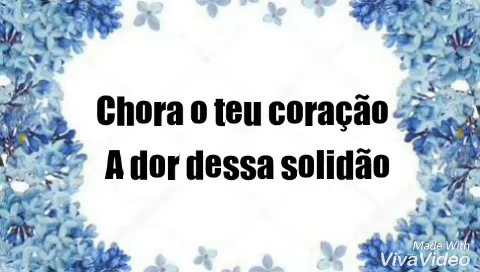 Chora o teu coração
A dor dessa solidão
Made With
VivaVideo